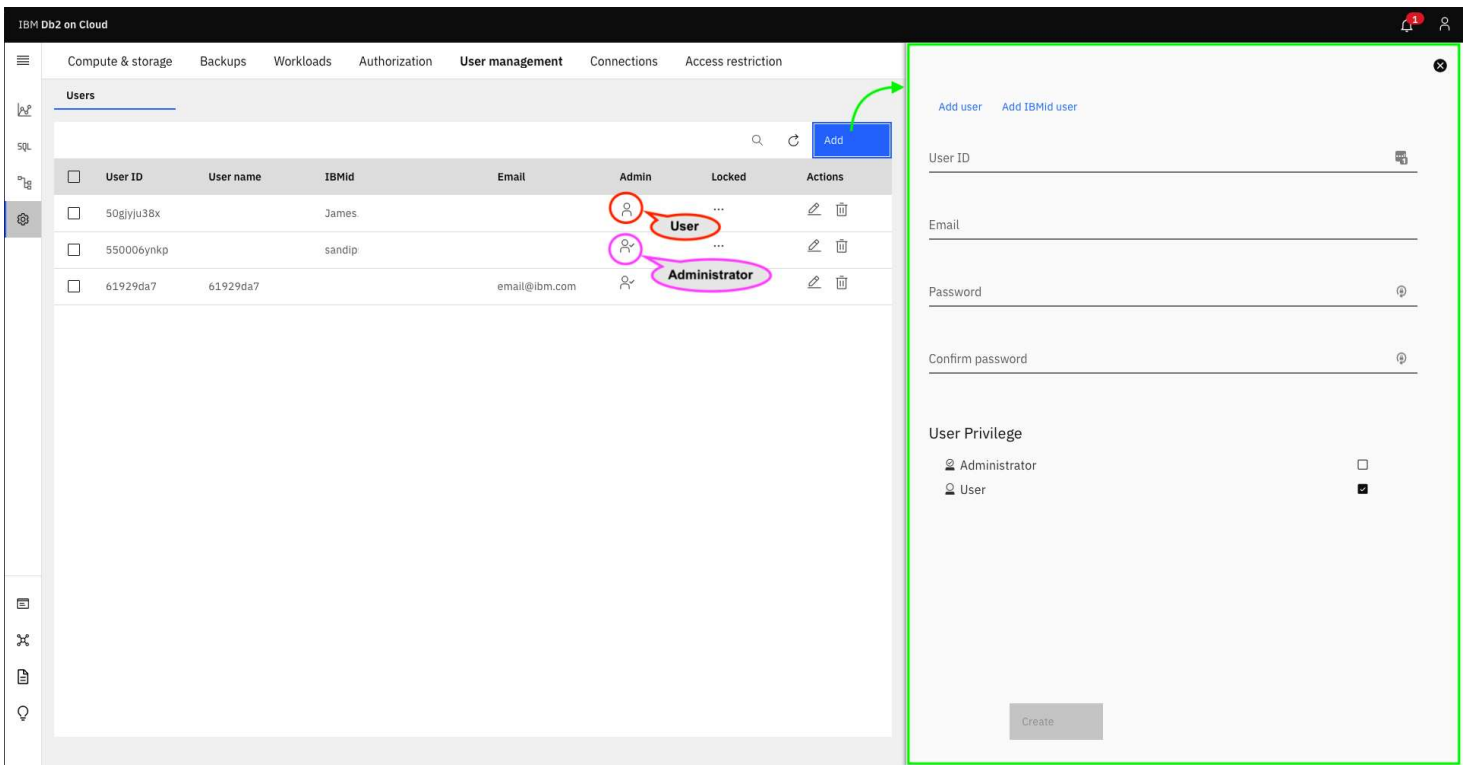 IBM Db2 on Cloud
1
Compute & storage Backups Workloads Authorization User management Connections Access restriction
Users
Add
SQL
User ID User name IBMid Email Admin Locked Actions
50gjyju38x James ...
User
550006ynkp sandip ...
Administrator
61929da7 61929da7 email@ibm.com
Add user Add IBMid user
User ID
Email
Password
Confirm password
User Privilege
Administrator
User
Create